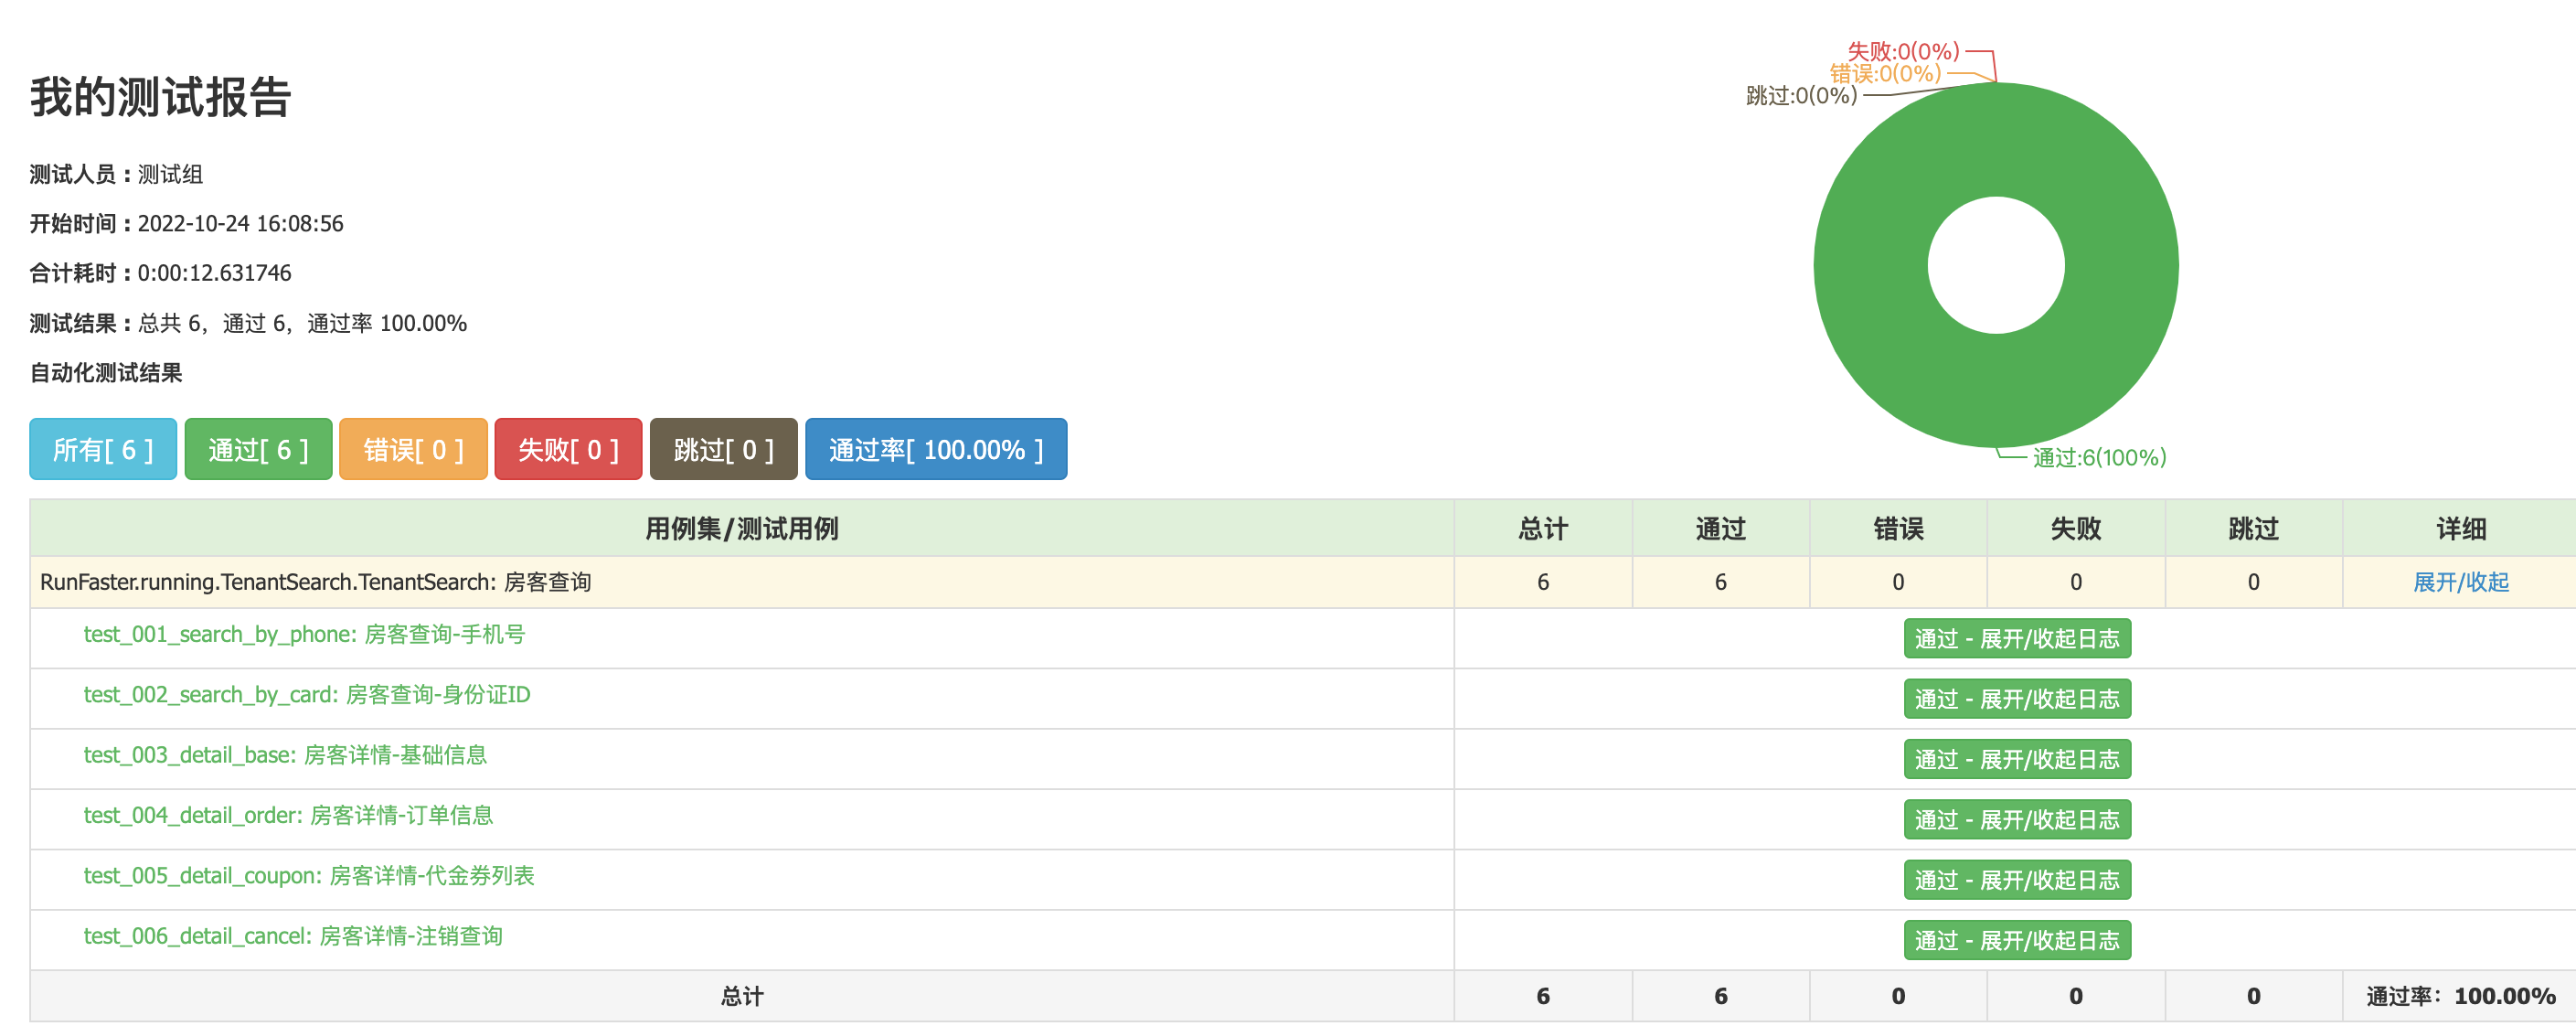 我的测试报告
测试人员 : 测试组
开始时间 : 2022-10-24 16:08:56
合计耗时 : 0:00:12.631746
测试结果 : 总共 6，通过 6，通过率 100.00%
自动化测试结果
失败:0(0%)
错误:0(0%)
跳过:0(0%)
通过:6(100%)
所有[ 6 ] 通过[ 6 ] 错误[ 0 ] 失败[ 0 ] 跳过[ 0 ] 通过率[ 100.00% ]
用例集/测试用例 总计 通过 错误 失败 跳过 详细
RunFaster.running.TenantSearch.TenantSearch: 房客查询 6 6 0 0 0 展开/收起
test_001_search_by_phone: 房客查询-手机号 通过 - 展开/收起日志
test_002_search_by_card: 房客查询-身份证ID 通过 - 展开/收起日志
test_003_detail_base: 房客详情-基础信息 通过 - 展开/收起日志
test_004_detail_order: 房客详情-订单信息 通过 - 展开/收起日志
test_005_detail_coupon: 房客详情-代金券列表 通过 - 展开/收起日志
test_006_detail_cancel: 房客详情-注销查询 通过 - 展开/收起日志
总计 6 6 0 0 0 通过率：100.00%